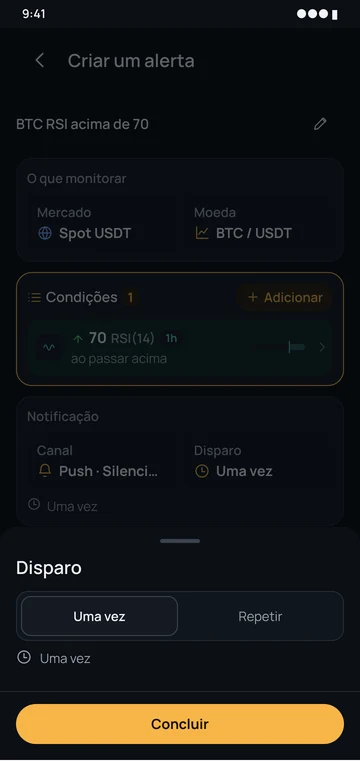 9:41
Criar um alerta
BTC RSI acima de 70
O que monitorar
Mercado
Moeda
Spot USDT
BTC / USDT
Condições 1
+ Adicionar
↑ 70 RSI(14) 1h
ao passar acima
Notificação
Canal
Disparo
Push · Silenci...
Uma vez
Uma vez
Disparo
Uma vez
Repetir
Uma vez
Concluir